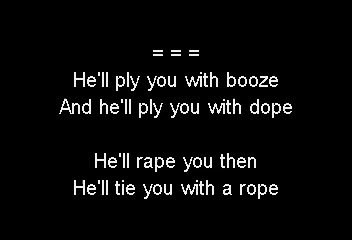 = = =
He'll ply you with booze
And he'll ply you with dope
He'll rape you then
He'll tie you with a rope